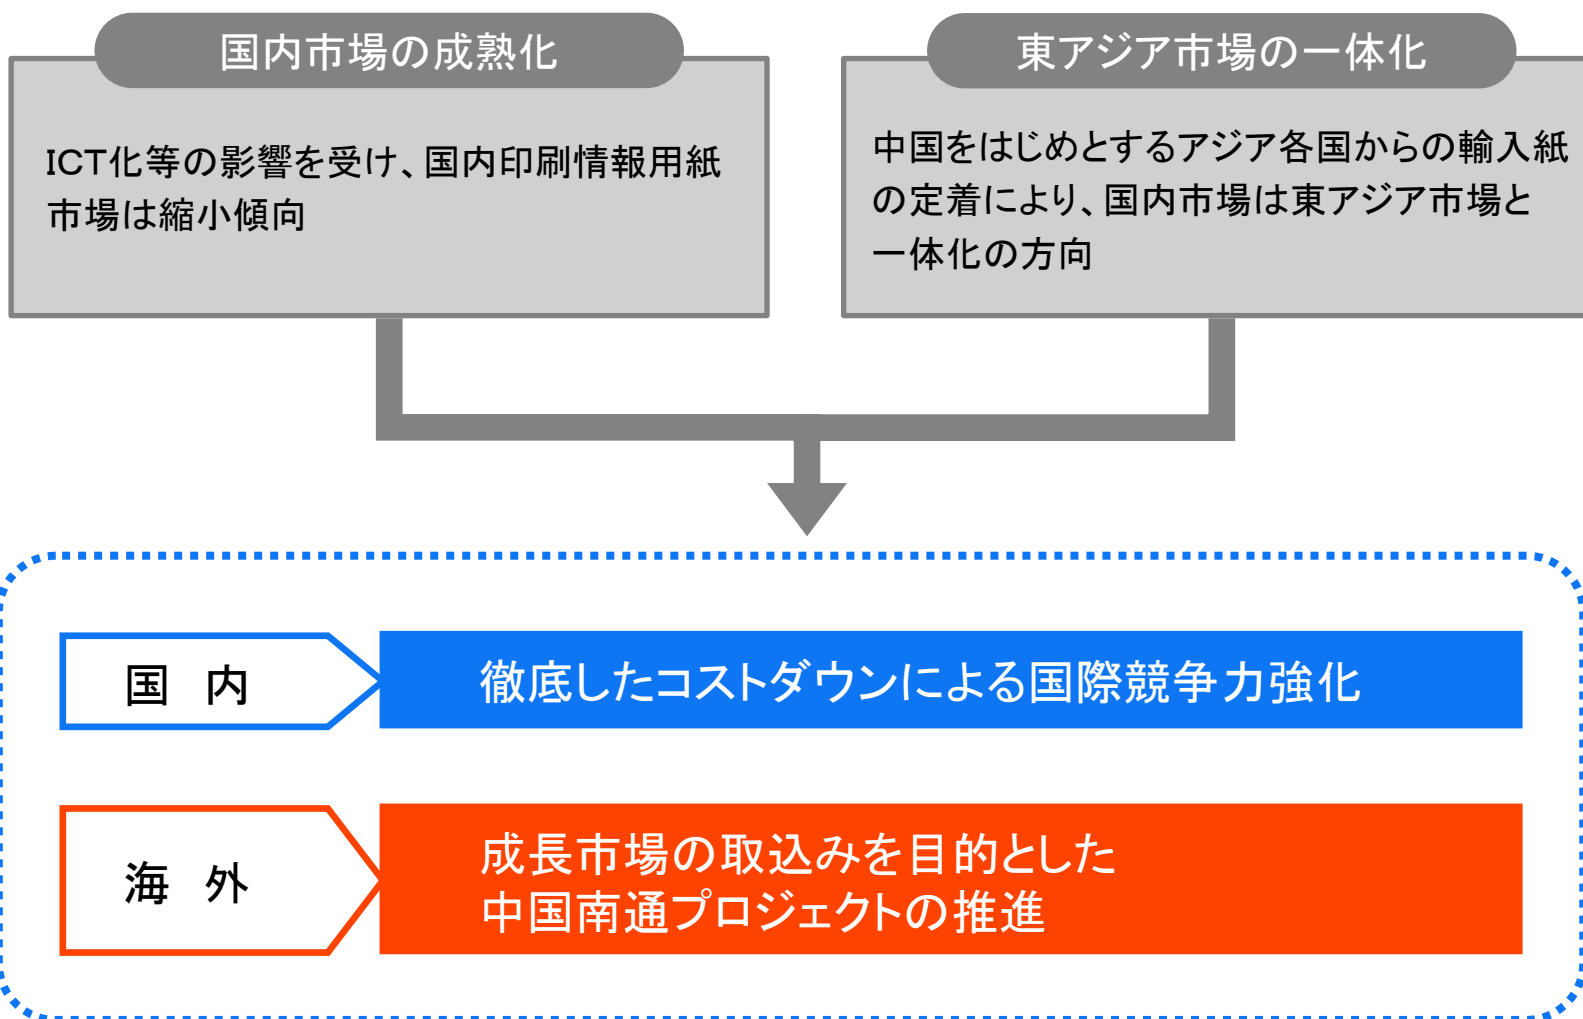 国内市場の成熟化
ICT化等の影響を受け、国内印刷情報用紙
市場は縮小傾向
東アジア市場の一体化
中国をはじめとするアジア各国からの輸入紙
の定着により、国内市場は東アジア市場と
一体化の方向
国 内
徹底したコストダウンによる国際競争力強化
海 外
成長市場の取込みを目的とした
中国南通プロジェクトの推進